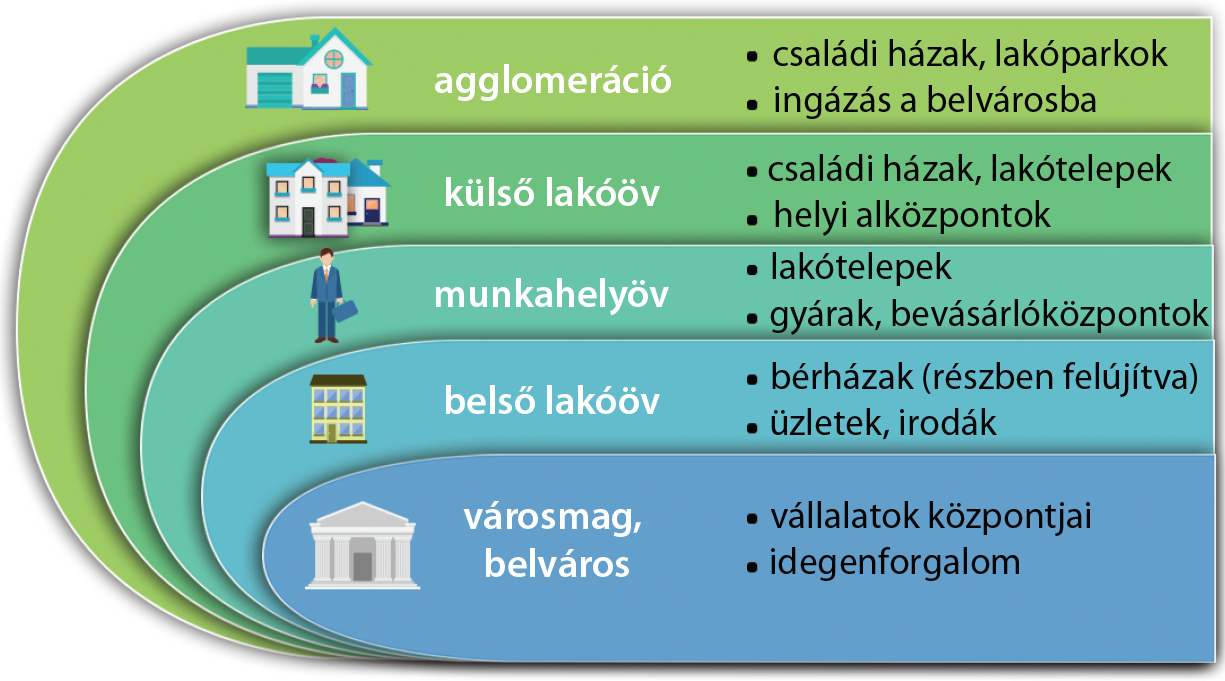 agglomeráció
• családi házak, lakóparkok
• ingázás a belvárosba
külső lakóöv
• családi házak, lakótelepek
• helyi alközpontok
munkahelyöv
• lakótelepek
• gyárak, bevásárlóközpontok
belső lakóöv
• bérházak (részben felújítva)
• üzletek, irodák
városmag,
belváros
• vállalatok központjai
• idegenforgalom